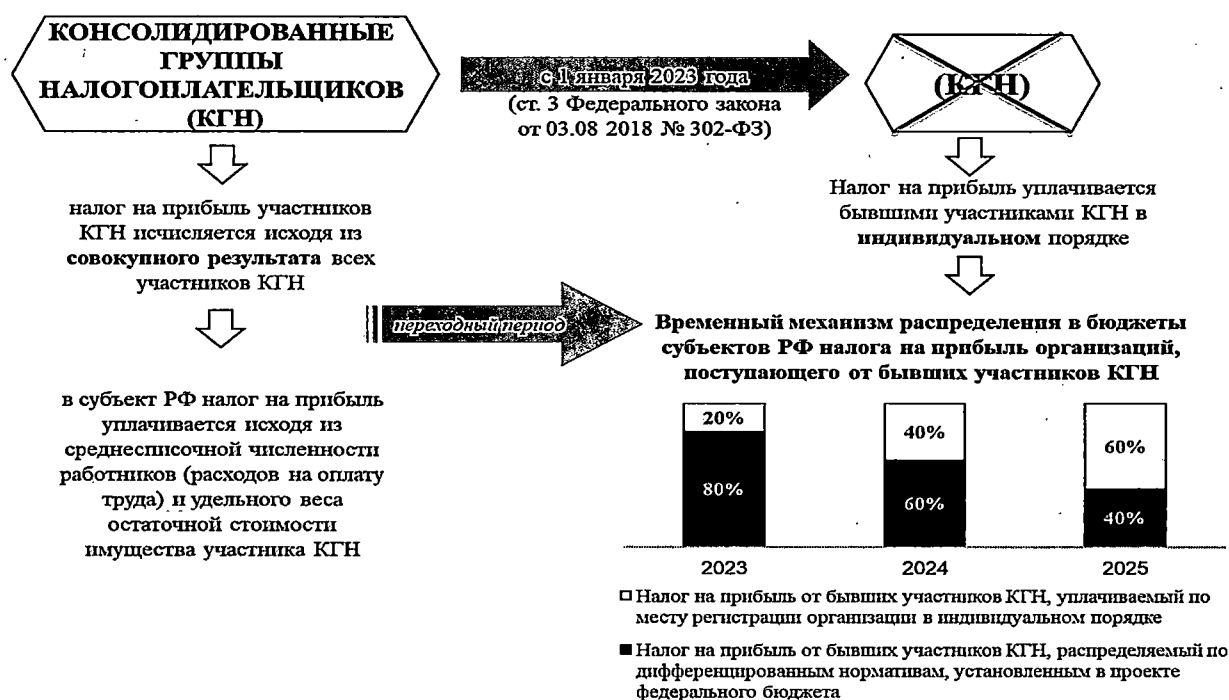 КОНСОЛИДИРОВАННЫЕ
ГРУППЫ
НАЛОГОПЛАТЕЛЬЩИКОВ
(КГН)
с 1 января 2023 года
(ст. 3 Федерального закона
от 03.08 2018 № 302-ФЗ)
(КГН)
налог на прибыль участников
КГН исчисляется исходя из
совокупного результата всех
участников КГН
Налог на прибыль уплачивается
бывшими участниками КГН в
индивидуальном порядке
переходный период
в субъект РФ налог на прибыль
уплачивается исходя из
среднесписочной численности
работников (расходов на оплату
труда) и удельного веса
остаточной стоимости
имущества участника КГН
Временный механизм распределения в бюджеты
субъектов РФ налога на прибыль организаций,
поступающего от бывших участников КГН
20%
40%
60%
80%
60%
40%
2023
2024
2025
Налог на прибыль от бывших участников КГН, уплачиваемый по
месту регистрации организации в индивидуальном порядке
Налог на прибыль от бывших участников КГН, распределяемый по
дифференцированным нормативам, установленным в проекте
федерального бюджета